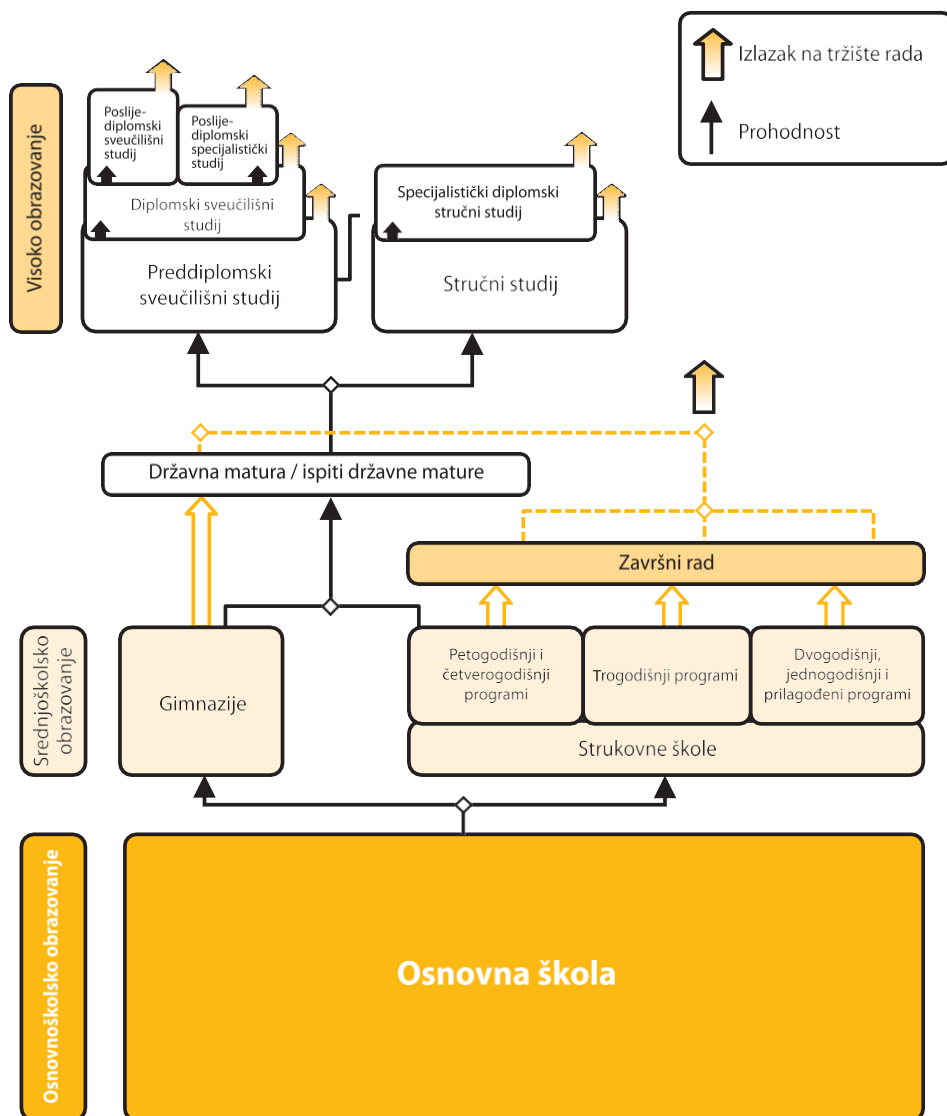 Izlazak na tržište rada
Prohodnost
Visoko obrazovanje
Poslije-
diplomski
sveučilišni
studij
Poslije-
diplomski
specijalistički
studij
Diplomski sveučilišni
studij
Preddiplomski
sveučilišni studij
Specijalistički diplomski
stručni studij
Stručni studij
Državna matura / ispiti državne mature
Završni rad
Srednjoškolsko
obrazovanje
Gimnazije
Petogodišnji i
četverogodišnji
programi
Trogodišnji programi
Dvogodišnji,
jednogodišnji i
prilagođeni programi
Strukovne škole
Osnovnoškolsko obrazovanje
Osnovna škola